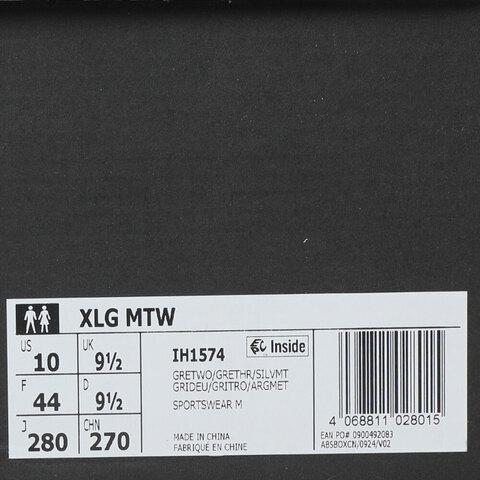 XLG MTW
US 10
UK 9½
F 44
D 9½
J 280
CHN 270
IH1574
€C Inside
GRETWO/GRETHR/SILVMT
GRIDEU/GRITRO/ARGMET
SPORTSWEAR M
MADE IN CHINA
FABRIQUE EN CHINE
4 068811 028015
EAN PO# 0900492083
ABSBOXCN/0924/V02